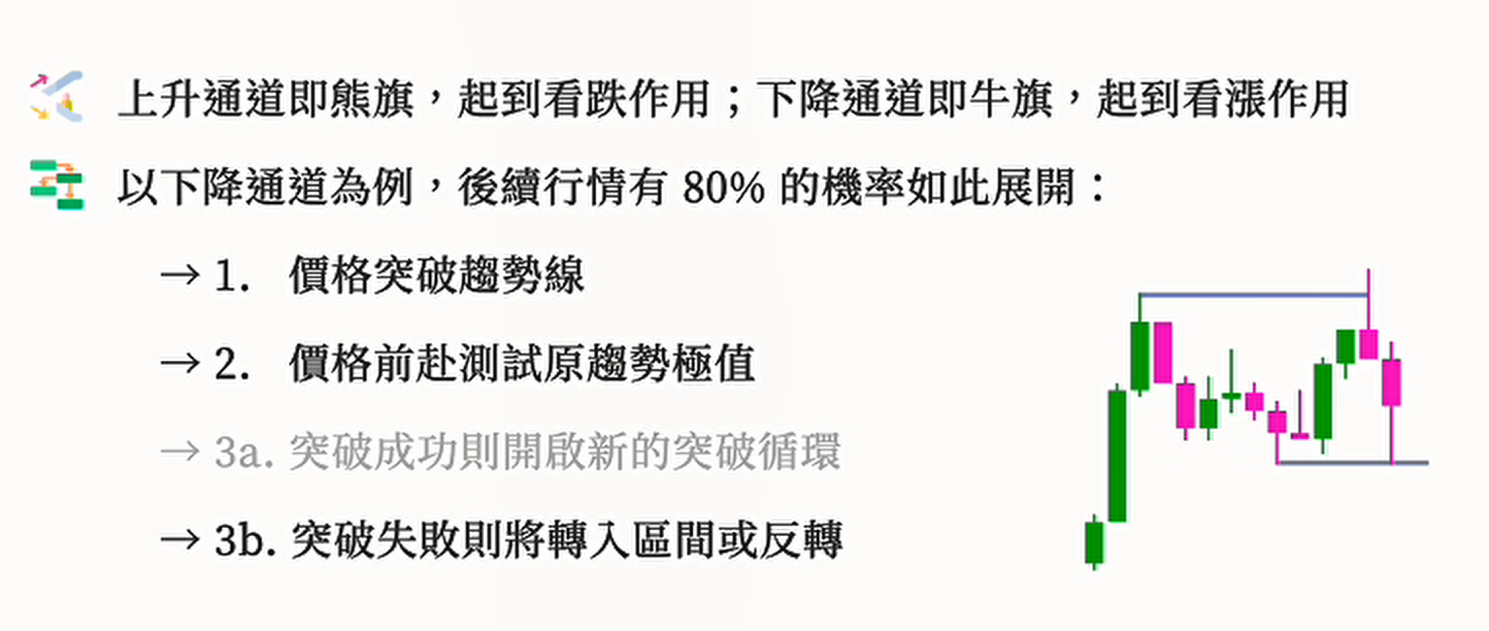 上升通道即熊旗，起到看跌作用；下降通道即牛旗，起到看漲作用
以下降通道為例，後續行情有 80% 的機率如此展開：
→ 1. 價格突破趨勢線
→ 2. 價格前赴測試原趨勢極值
→ 3a. 突破成功則開啟新的突破循環
→ 3b. 突破失敗則將轉入區間或反轉